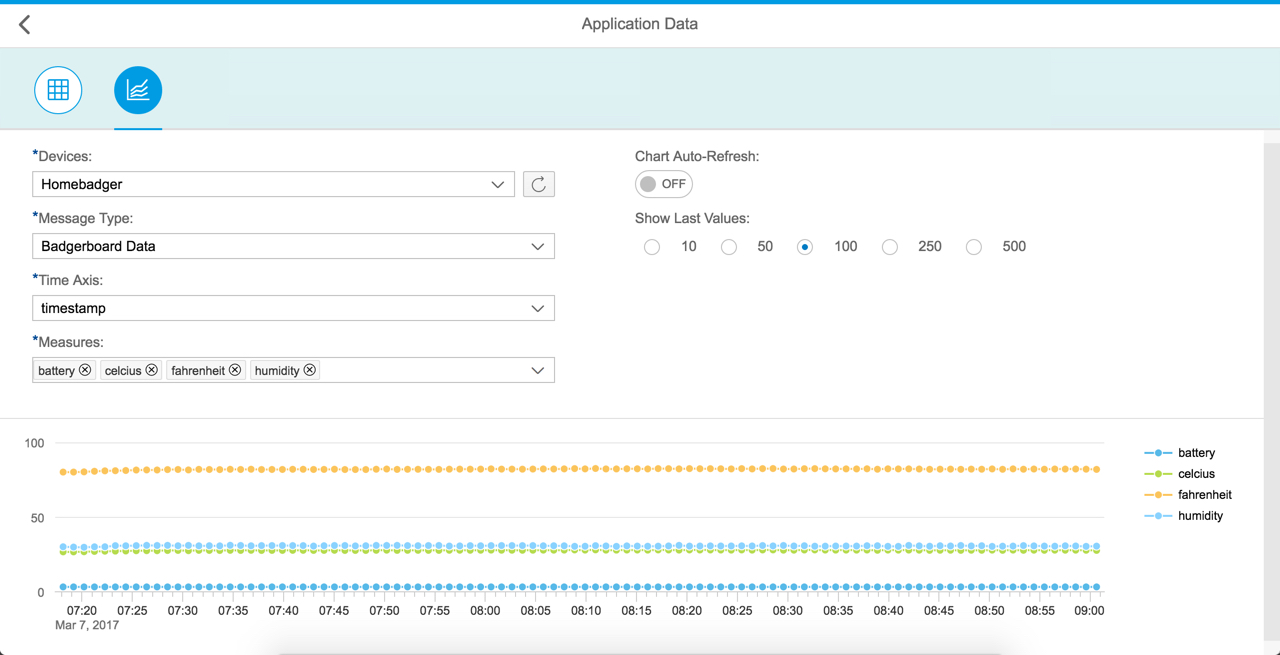 Application Data
*Devices:
Homebadger
*Message Type:
Badgerboard Data
*Time Axis:
timestamp
*Measures:
battery celcius fahrenheit humidity
Chart Auto-Refresh:
OFF
Show Last Values:
10 50 100 250 500
100
50
0
07:20 07:25 07:30 07:35 07:40 07:45 07:50 07:55 08:00 08:05 08:10 08:15 08:20 08:25 08:30 08:35 08:40 08:45 08:50 08:55 09:00
Mar 7, 2017
battery
celcius
fahrenheit
humidity